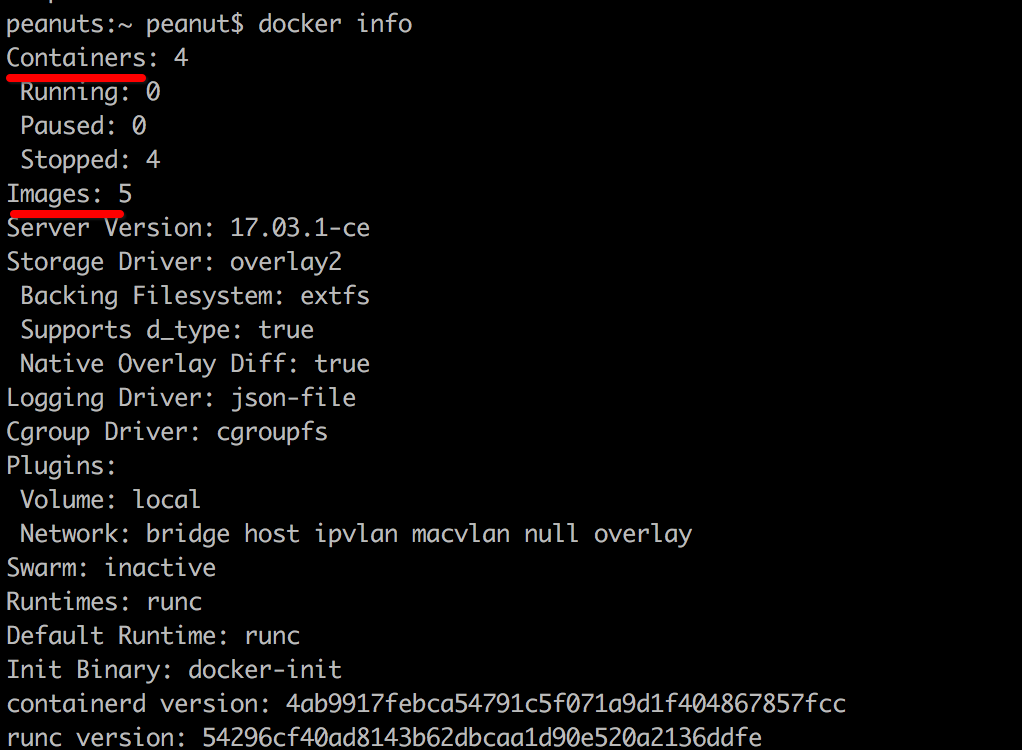 peanuts:~ peanut$ docker info
Containers: 4
 Running: 0
 Paused: 0
 Stopped: 4
Images: 5
Server Version: 17.03.1-ce
Storage Driver: overlay2
 Backing Filesystem: extfs
 Supports d_type: true
 Native Overlay Diff: true
Logging Driver: json-file
Cgroup Driver: cgroupfs
Plugins:
 Volume: local
 Network: bridge host ipvlan macvlan null overlay
Swarm: inactive
Runtimes: runc
Default Runtime: runc
Init Binary: docker-init
containerd version: 4ab9917febca54791c5f071a9d1f404867857fcc
runc version: 54296cf40ad8143b62dbcaa1d90e520a2136ddfe